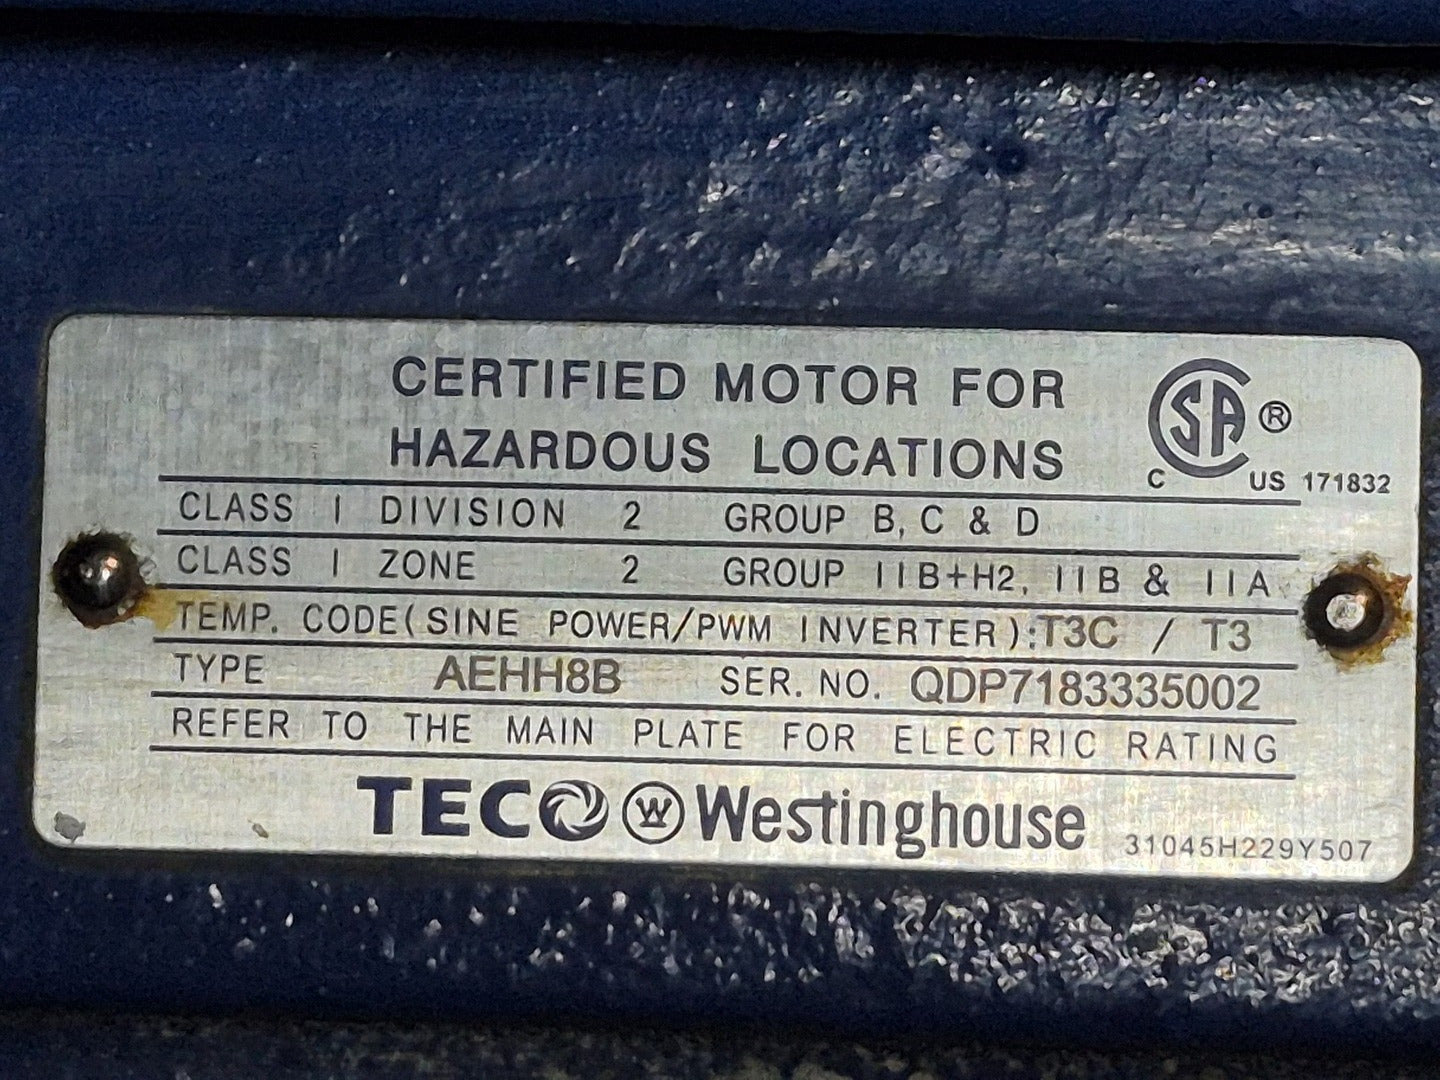 CERTIFIED MOTOR FOR
HAZARDOUS LOCATIONS
CSA ®
C US 171832
CLASS I DIVISION 2 GROUP B, C & D
CLASS I ZONE 2 GROUP IIB+H2, IIB & IIA
TEMP. CODE(SINE POWER/PWM INVERTER):T3C / T3
TYPE AEHH8B SER. NO. QDP7183335002
REFER TO THE MAIN PLATE FOR ELECTRIC RATING
TECO W Westinghouse 31045H229Y507